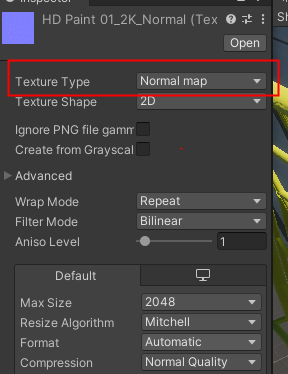 Inspector
HD Paint 01_2K_Normal (Tex
Open
Texture Type Normal map
Texture Shape 2D
Ignore PNG file gamm
Create from Grayscal
Advanced
Wrap Mode Repeat
Filter Mode Bilinear
Aniso Level 1
Default
Max Size 2048
Resize Algorithm Mitchell
Format Automatic
Compression Normal Quality